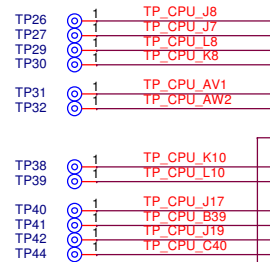 TP26 1 TP_CPU_J8
TP27 1 TP_CPU_J7
TP29 1 TP_CPU_L8
TP30 1 TP_CPU_K8
TP31 1 TP_CPU_AV1
TP32 1 TP_CPU_AW2
TP38 1 TP_CPU_K10
TP39 1 TP_CPU_L10
TP40 1 TP_CPU_J17
TP41 1 TP_CPU_B39
TP42 1 TP_CPU_J19
TP44 1 TP_CPU_C40